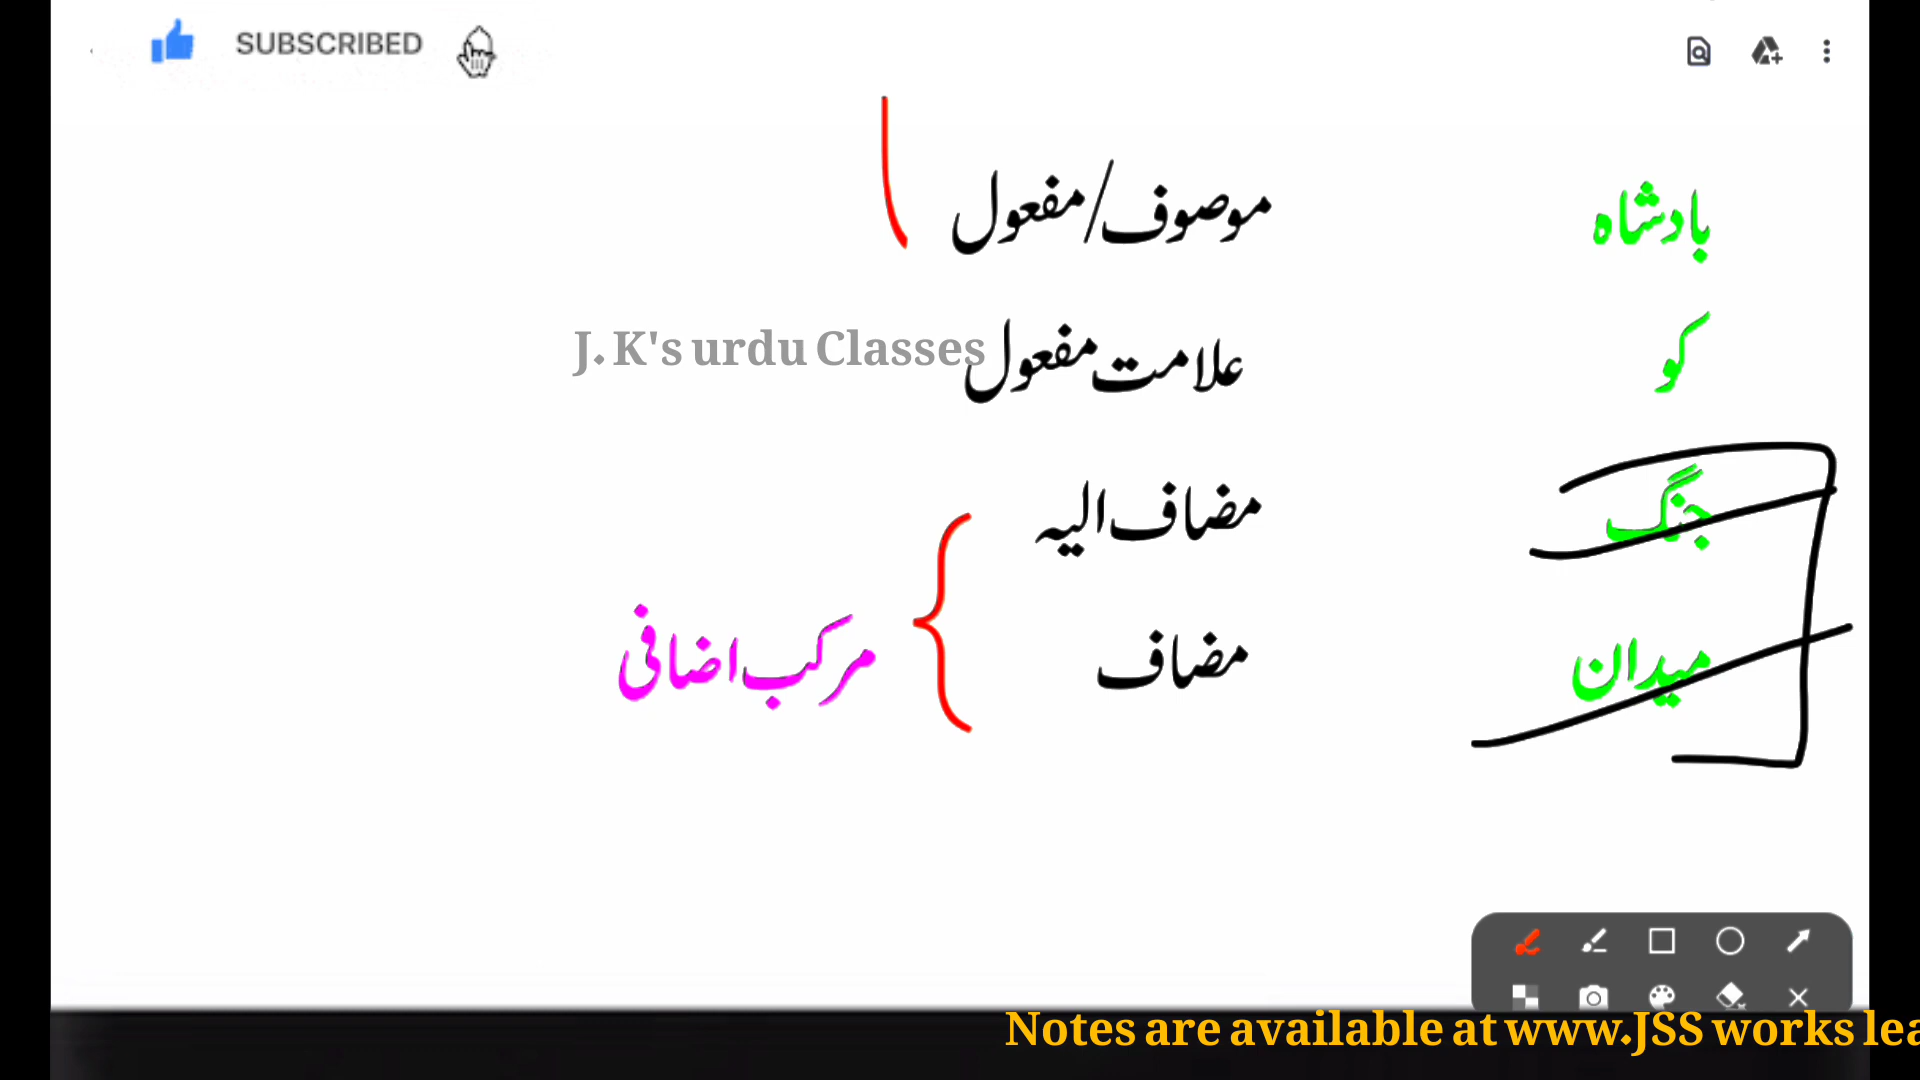 SUBSCRIBED
بادشاہ موصوف/مفعول
کو علامت مفعول
J. K's urdu Classes
جنگ مضاف الیہ
میدان مضاف
مرکب اضافی
Notes are available at www.JSS works lea